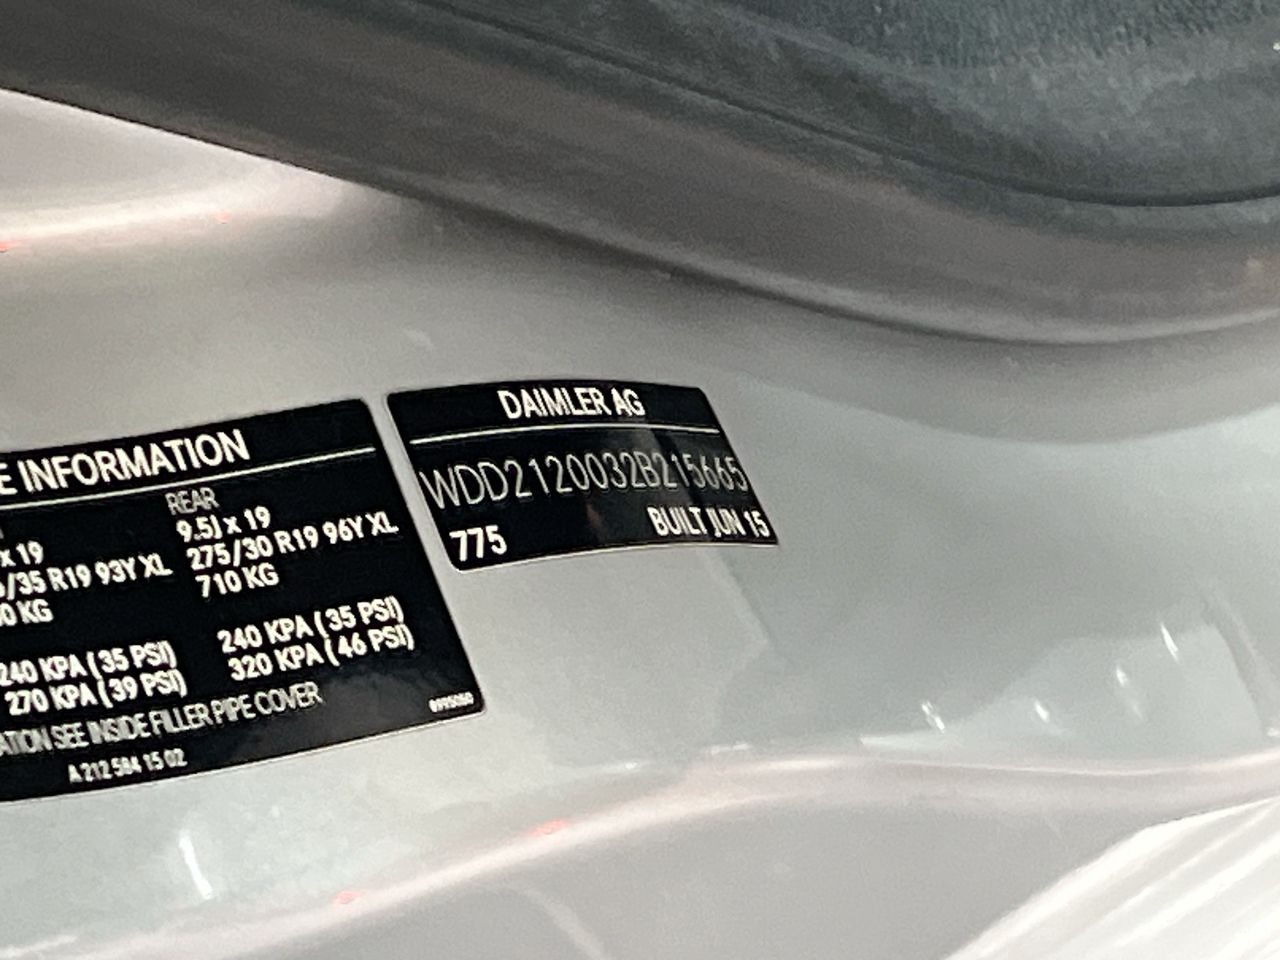 E INFORMATION
REAR
x 19 9.5J x 19
/35 R19 93Y XL 275/30 R19 96Y XL
0 KG 710 KG
240 KPA (35 PSI) 240 KPA (35 PSI)
270 KPA (39 PSI) 320 KPA (46 PSI)
ATION SEE INSIDE FILLER PIPE COVER
A 212 584 15 02
DAIMLER AG
WDD2120032B215665
775 BUILT JUN 15